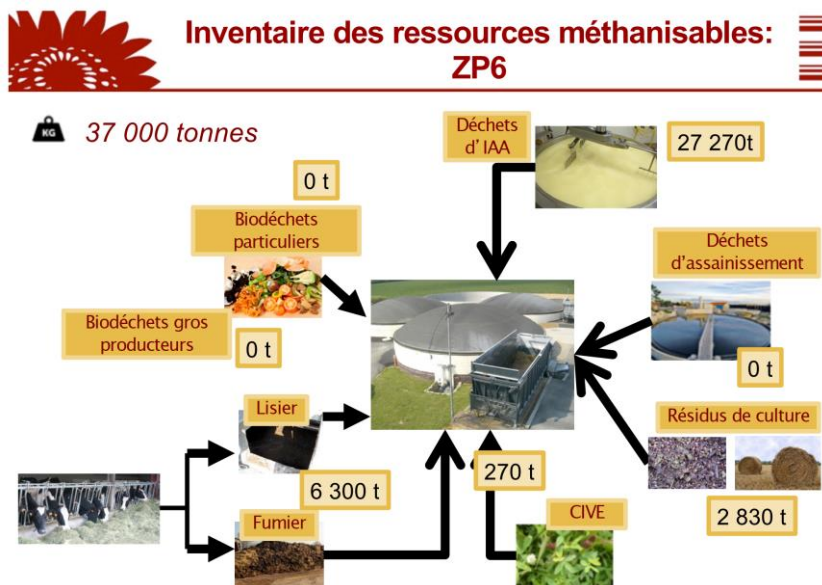 Inventaire des ressources méthanisables:
ZP6
KG
37 000 tonnes
Déchets
d'IAA
27 270t
0 t
Biodéchets
particuliers
Déchets
d'assainissement
Biodéchets gros
producteurs
0 t
0 t
Lisier
Résidus de culture
6 300 t
270 t
2 830 t
Fumier
CIVE